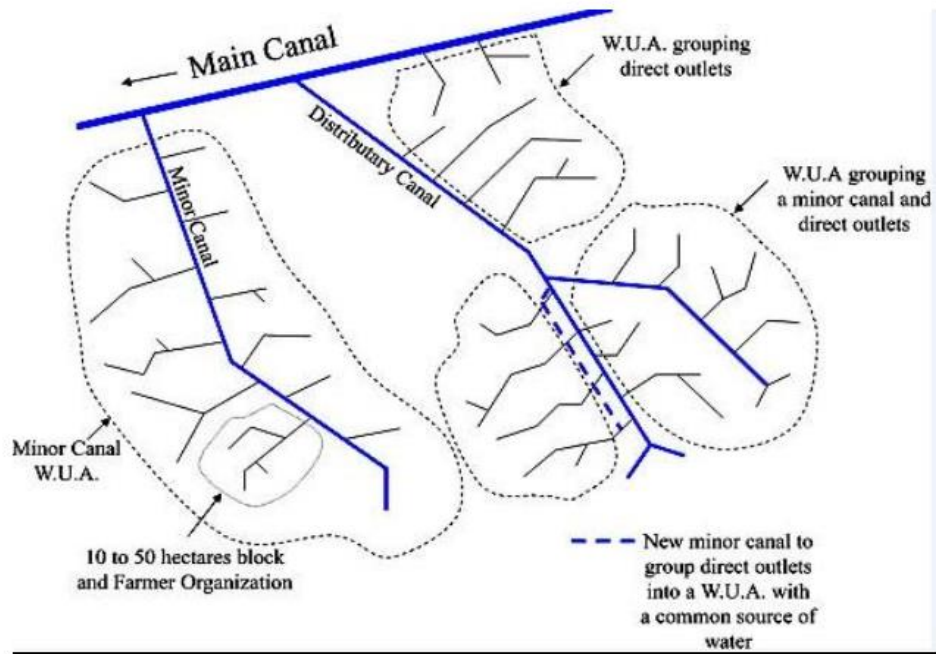 Main Canal
W.U.A. grouping
direct outlets
Distributary Canal
Minor Canal
W.U.A grouping
a minor canal and
direct outlets
Minor Canal
W.U.A.
10 to 50 hectares block
and Farmer Organization
New minor canal to
group direct outlets
into a W.U.A. with
a common source of
water